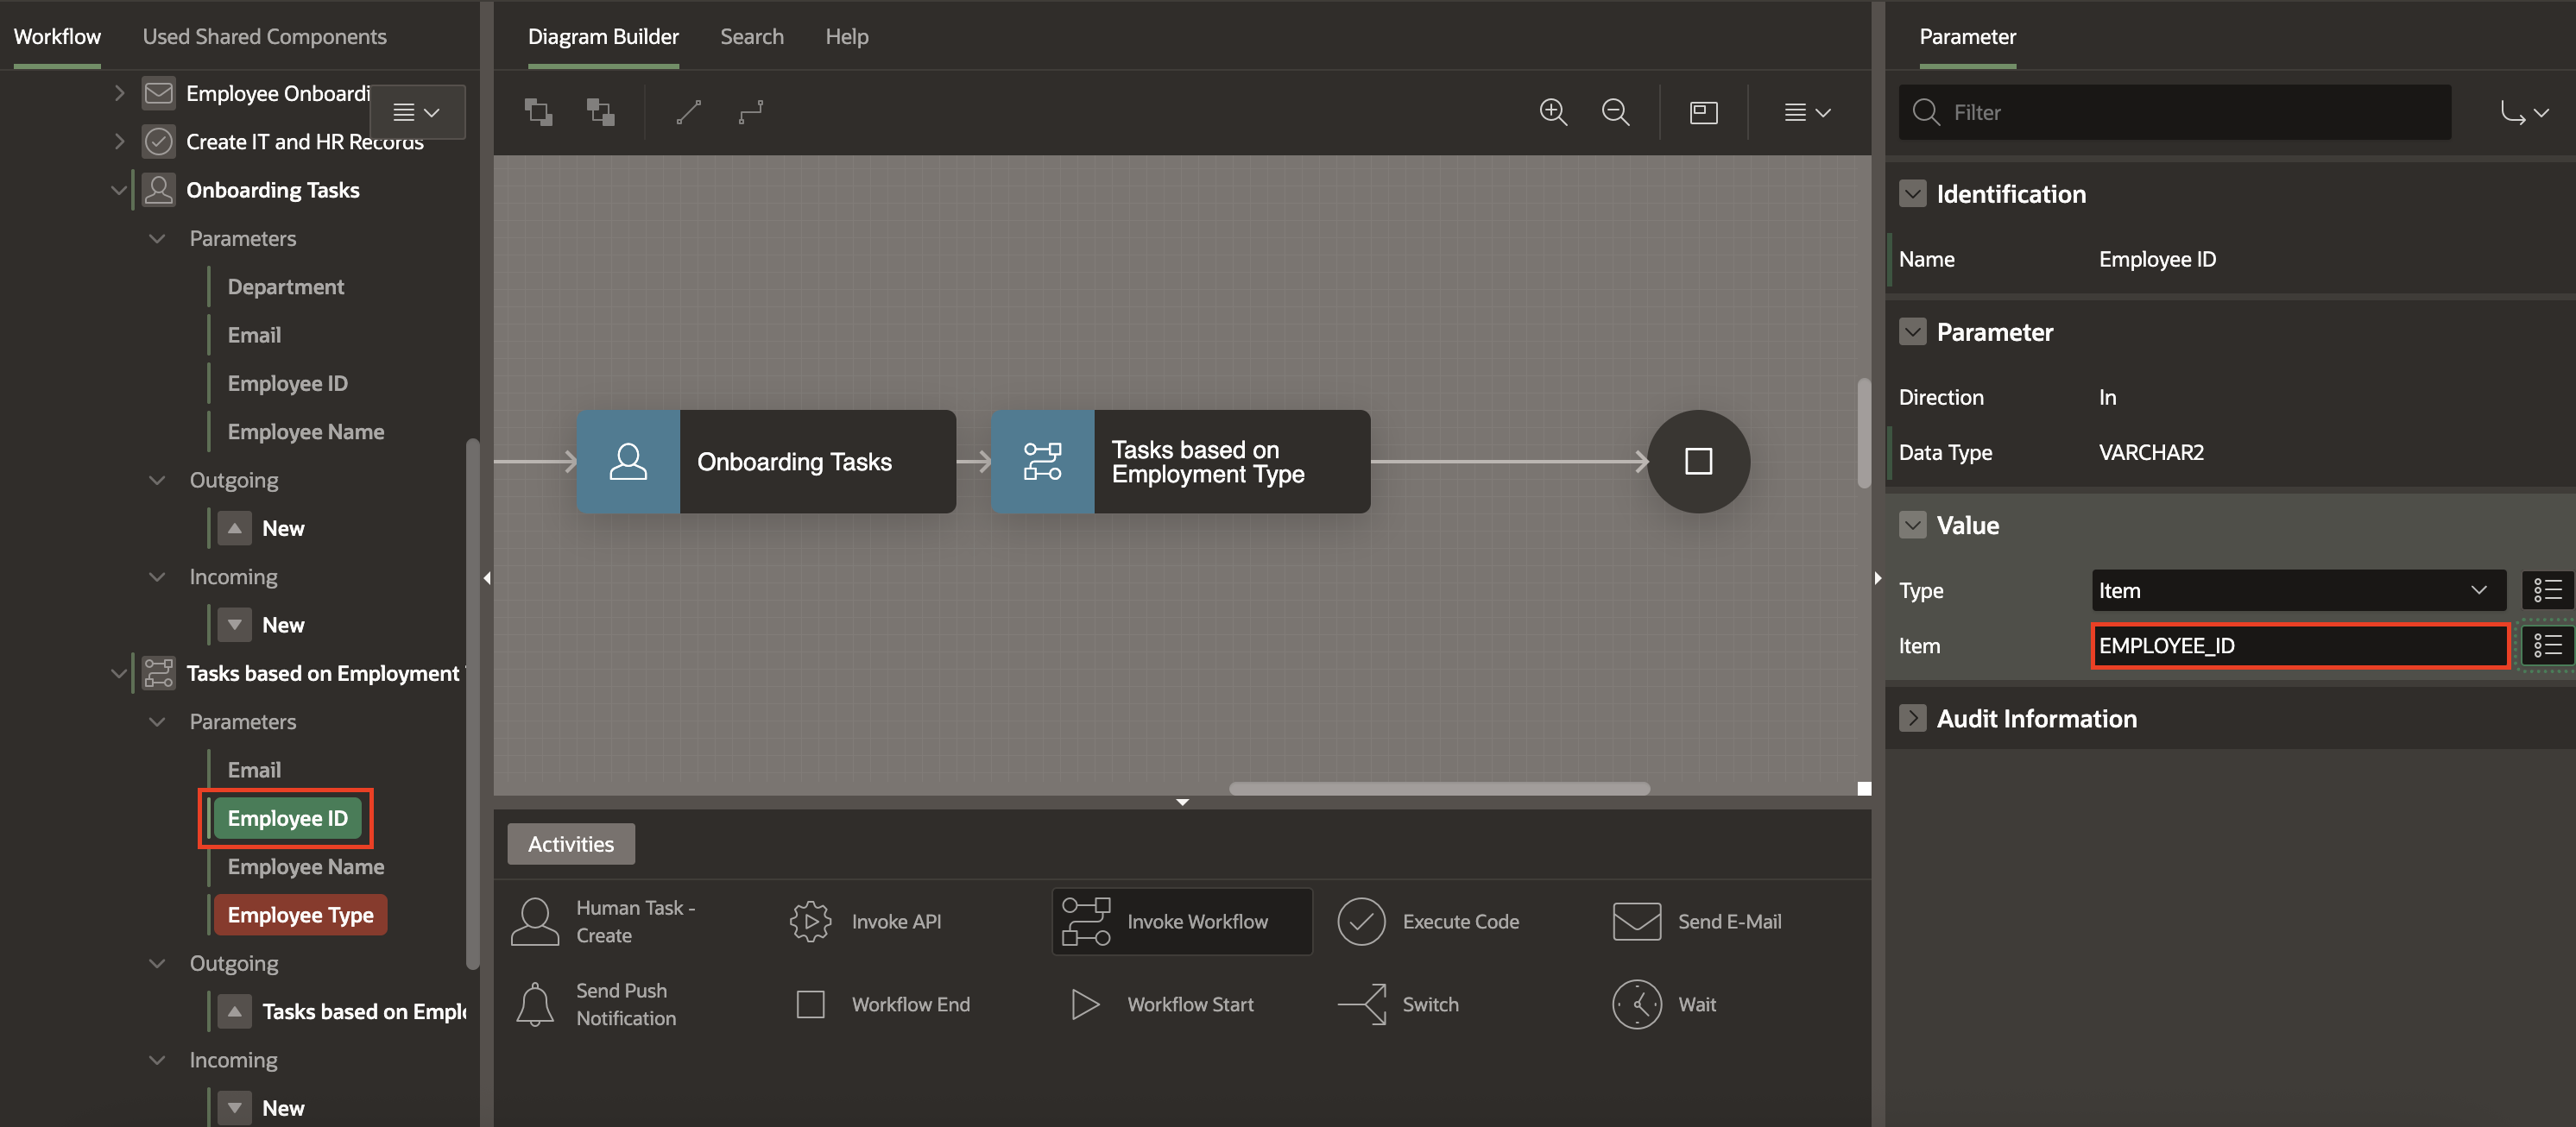 Workflow
Used Shared Components
Employee Onboardi
Create IT and HR Records
Onboarding Tasks
Parameters
Department
Email
Employee ID
Employee Name
Outgoing
New
Incoming
New
Tasks based on Employment
Parameters
Email
Employee ID
Employee Name
Employee Type
Outgoing
Tasks based on Emplo
Incoming
New
Diagram Builder
Search
Help
Onboarding Tasks
Tasks based on
Employment Type
Activities
Human Task -
Create
Invoke API
Invoke Workflow
Execute Code
Send E-Mail
Send Push
Notification
Workflow End
Workflow Start
Switch
Wait
Parameter
Filter
Identification
Name
Employee ID
Parameter
Direction
In
Data Type
VARCHAR2
Value
Type
Item
Item
EMPLOYEE_ID
Audit Information